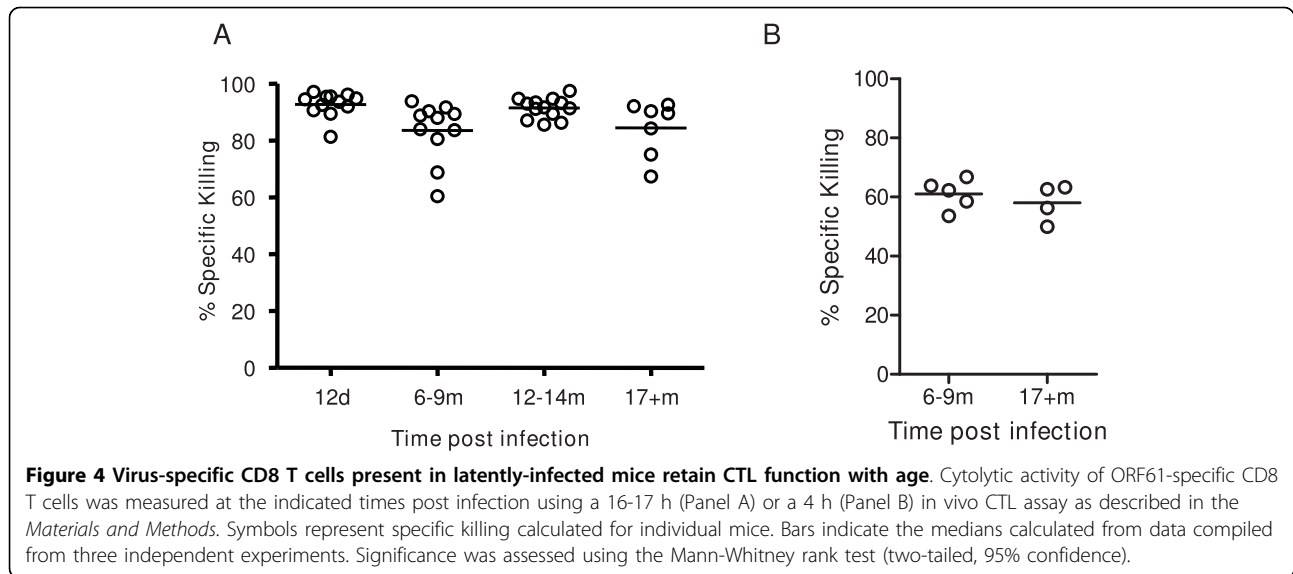 A
B
% Specific Killing
100
80
60
40
20
0
12d 6-9m 12-14m 17+m
Time post infection
% Specific Killing
100
80
60
40
20
0
6-9m 17+m
Time post infection
Figure 4 Virus-specific CD8 T cells present in latently-infected mice retain CTL function with age. Cytolytic activity of ORF61-specific CD8
T cells was measured at the indicated times post infection using a 16-17 h (Panel A) or a 4 h (Panel B) in vivo CTL assay as described in the
Materials and Methods. Symbols represent specific killing calculated for individual mice. Bars indicate the medians calculated from data compiled
from three independent experiments. Significance was assessed using the Mann-Whitney rank test (two-tailed, 95% confidence).